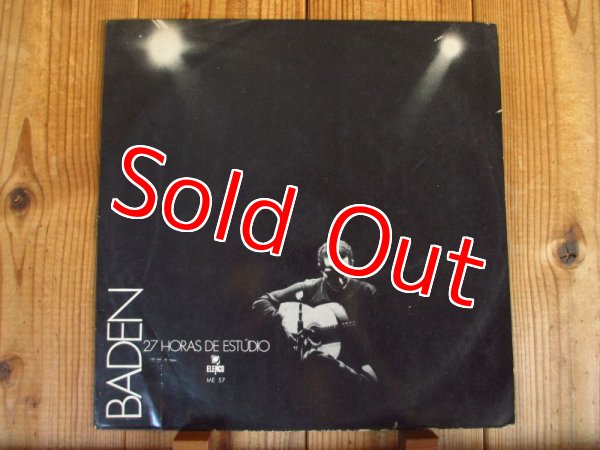 Sold Out
BADEN
27 HORAS DE ESTÚDIO
ELENCO
ME 57